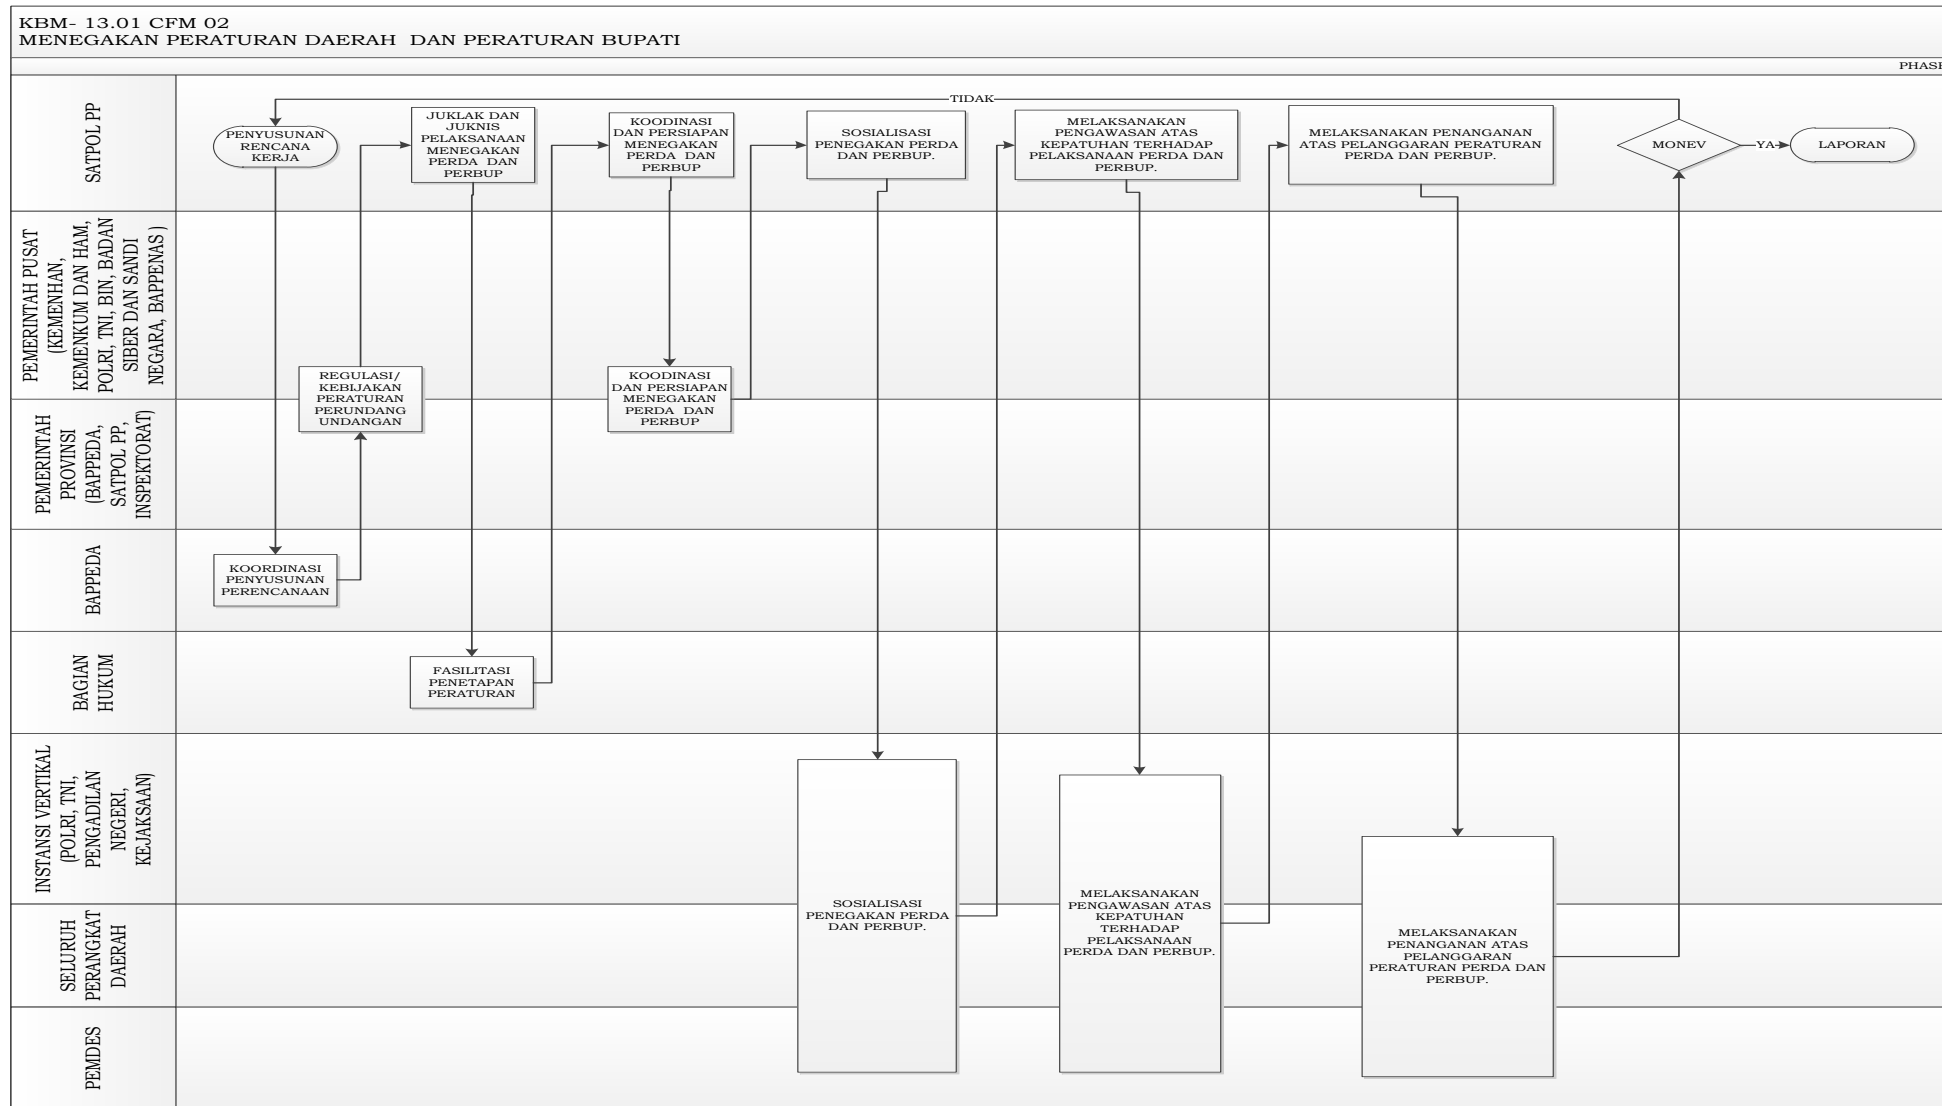 KBM- 13.01 CFM 02
MENEGAKAN PERATURAN DAERAH DAN PERATURAN BUPATI
PHASE
SATPOL PP
PENYUSUNAN
RENCANA
KERJA
JUKLAK DAN
JUKNIS
PELAKSANAAN
MENEGAKAN
PERDA DAN
PERBUP
KOODINASI
DAN PERSIAPAN
MENEGAKAN
PERDA DAN
PERBUP
TIDAK
SOSIALISASI
PENEGAKAN PERDA
DAN PERBUP.
MELAKSANAKAN
PENGAWASAN ATAS
KEPATUHAN TERHADAP
PELAKSANAAN PERDA DAN
PERBUP.
MELAKSANAKAN PENANGANAN
ATAS PELANGGARAN PERATURAN
PERDA DAN PERBUP.
MONEV
YA
LAPORAN
PEMERINTAH PUSAT
(KEMENHAN,
KEMENKUM DAN HAM,
POLRI, TNI, BIN, BADAN
SIBER DAN SANDI
NEGARA, BAPPENAS )
REGULASI/
KEBIJAKAN
PERATURAN
PERUNDANG
UNDANGAN
KOODINASI
DAN PERSIAPAN
MENEGAKAN
PERDA DAN
PERBUP
PEMERINTAH
PROVINSI
(BAPPEDA,
SATPOL PP,
INSPEKTORAT)
BAPPEDA
KOORDINASI
PENYUSUNAN
PERENCANAAN
BAGIAN
HUKUM
FASILITASI
PENETAPAN
PERATURAN
INSTANSI VERTIKAL
(POLRI, TNI,
PENGADILAN
NEGERI,
KEJAKSAAN)
SOSIALISASI
PENEGAKAN PERDA
DAN PERBUP.
MELAKSANAKAN
PENGAWASAN ATAS
KEPATUHAN
TERHADAP
PELAKSANAAN
PERDA DAN PERBUP.
MELAKSANAKAN
PENANGANAN ATAS
PELANGGARAN
PERATURAN PERDA DAN
PERBUP.
SELURUH
PERANGKAT
DAERAH
PEMDES